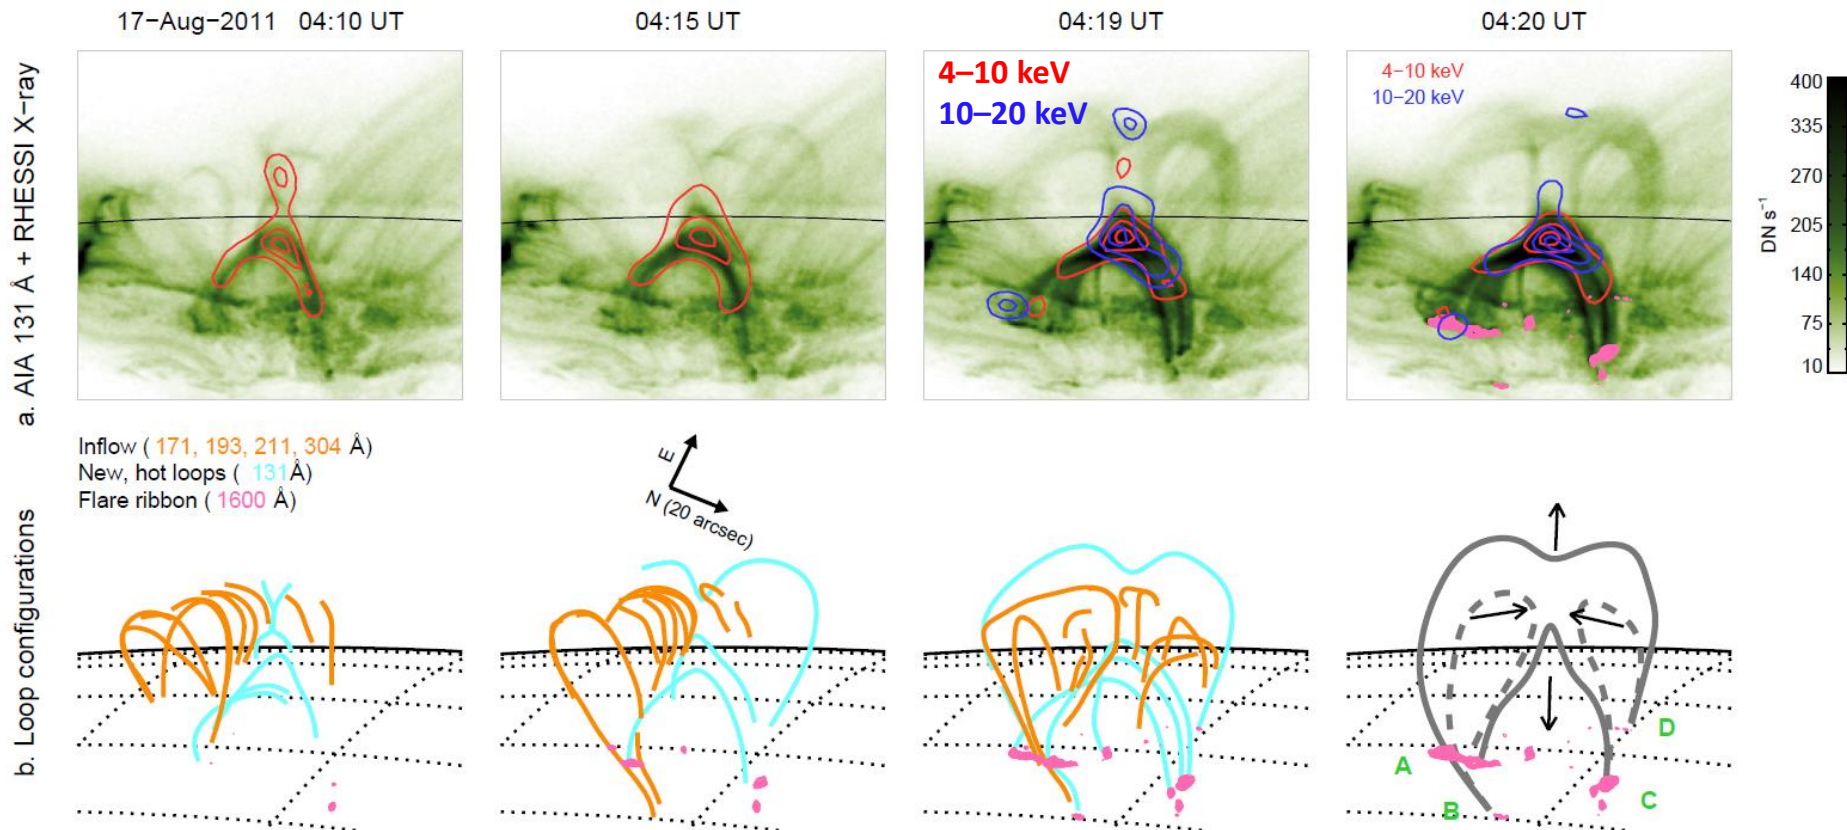 17-Aug-2011 04:10 UT
04:15 UT
04:19 UT
04:20 UT
a. AIA 131 Å + RHESSI X-ray
4–10 keV
10–20 keV
4-10 keV
10-20 keV
400
335
270
205
140
75
10
DN s⁻¹
Inflow ( 171, 193, 211, 304 Å)
New, hot loops ( 131Å)
Flare ribbon ( 1600 Å)
E
N (20 arcsec)
b. Loop configurations
A
B
C
D